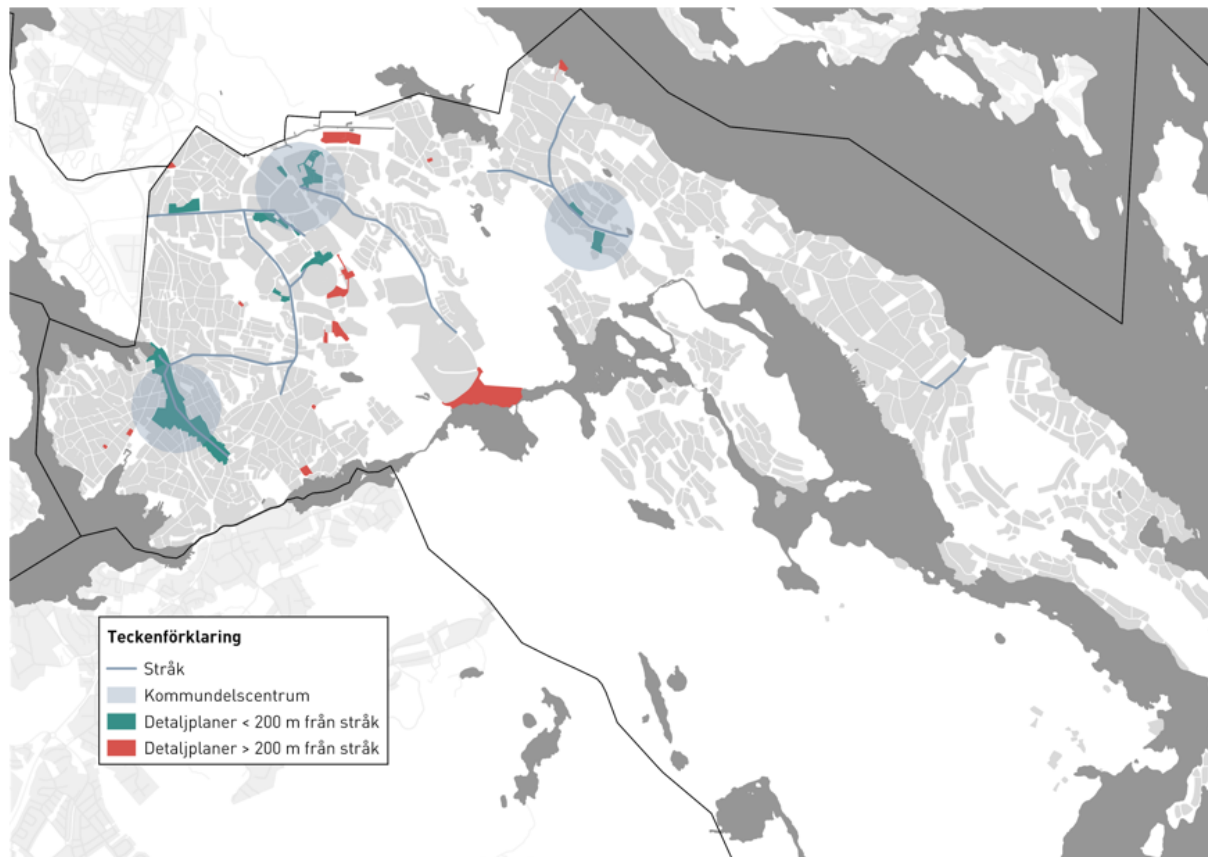 Teckenförklaring
Stråk
Kommundelscentrum
Detaljplaner < 200 m från stråk
Detaljplaner > 200 m från stråk